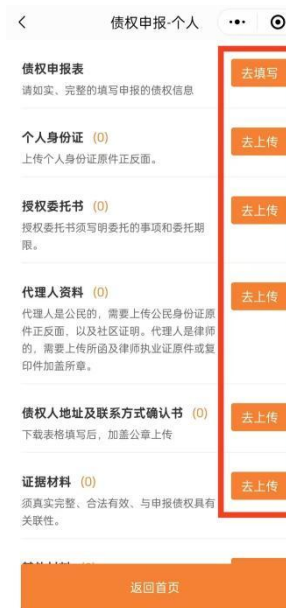 债权申报-个人
债权申报表
去填写
请如实、完整的填写申报的债权信息
个人身份证 (0)
去上传
上传个人身份证原件正反面。
授权委托书 (0)
去上传
授权委托书须写明委托的事项和委托期
限。
代理人资料 (0)
去上传
代理人是公民的，需要上传公民身份证原
件正反面，以及社区证明。代理人是律师
的，需要上传所函及律师执业证原件或复
印件加盖所章。
债权人地址及联系方式确认书 (0)
去上传
下载表格填写后，加盖公章上传
证据材料 (0)
去上传
须真实完整、合法有效、与申报债权具有
关联性。
返回首页